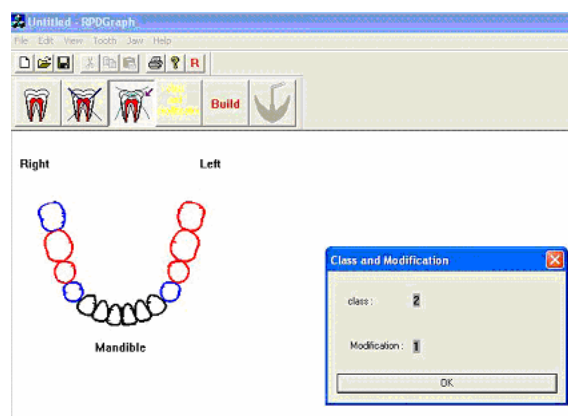 Untitled - RPDGraph
File Edit View Tooth Jaw Help
R
Build
Right
Left
Mandible
Class and Modification
class :
2
Modification :
1
OK